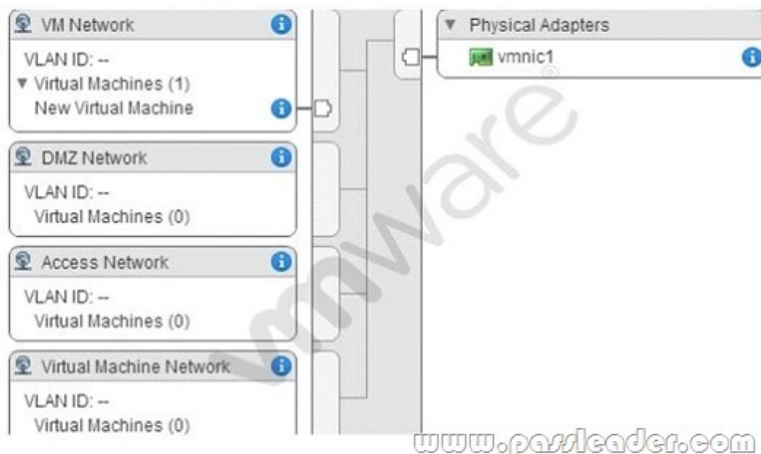 VM Network
VLAN ID: --
Virtual Machines (1)
New Virtual Machine
DMZ Network
VLAN ID: --
Virtual Machines (0)
Access Network
VLAN ID: --
Virtual Machines (0)
Virtual Machine Network
VLAN ID: --
Virtual Machines (0)
Physical Adapters
vmnic1
vmware
www.passleader.com